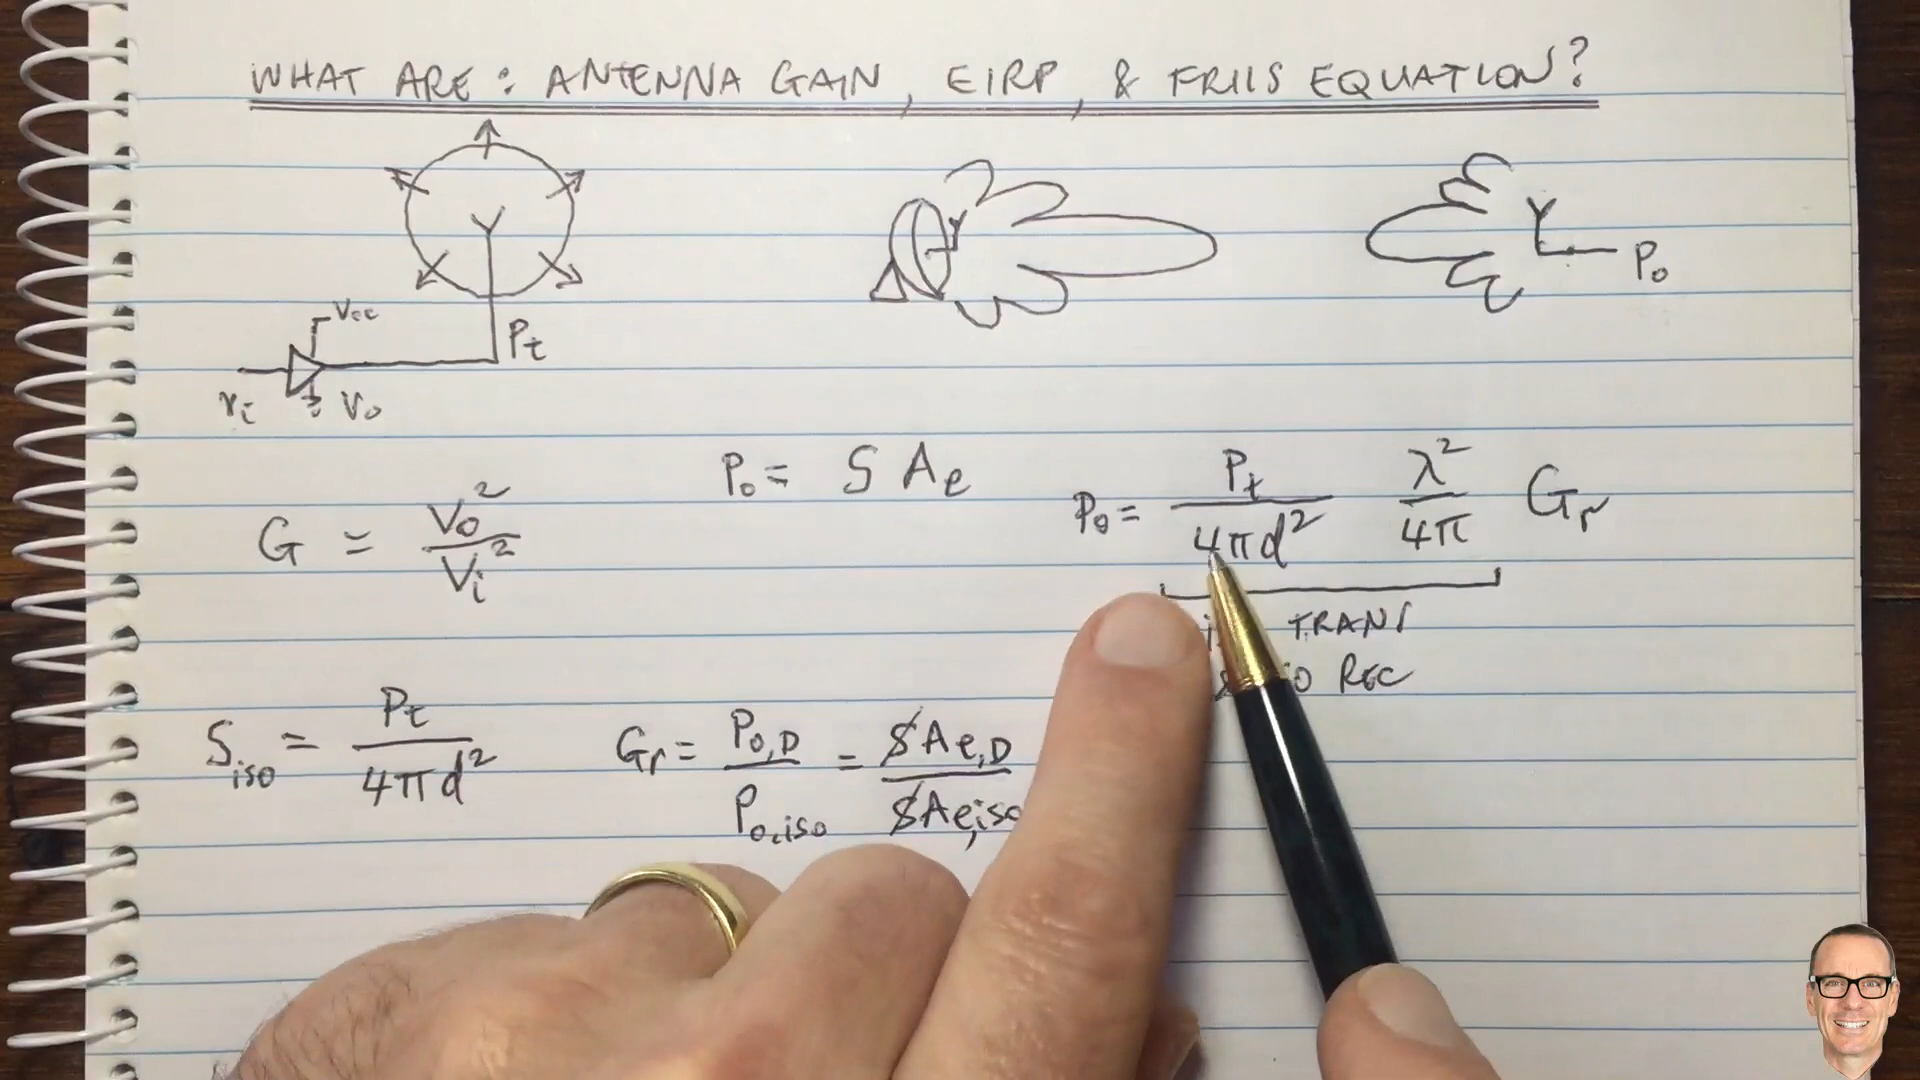 WHAT ARE: ANTENNA GAIN, EIRP, & FRIIS EQUATION?
Vcc
Pt
Vi
Vo
Po
G = Vo² / Vi²
Po = S Ae
Po = Pt / 4πd² λ² / 4π Gr
TRANS
REC
Siso = Pt / 4πd²
Gr = Po,D / Po,iso = SAe,D / SAe,iso